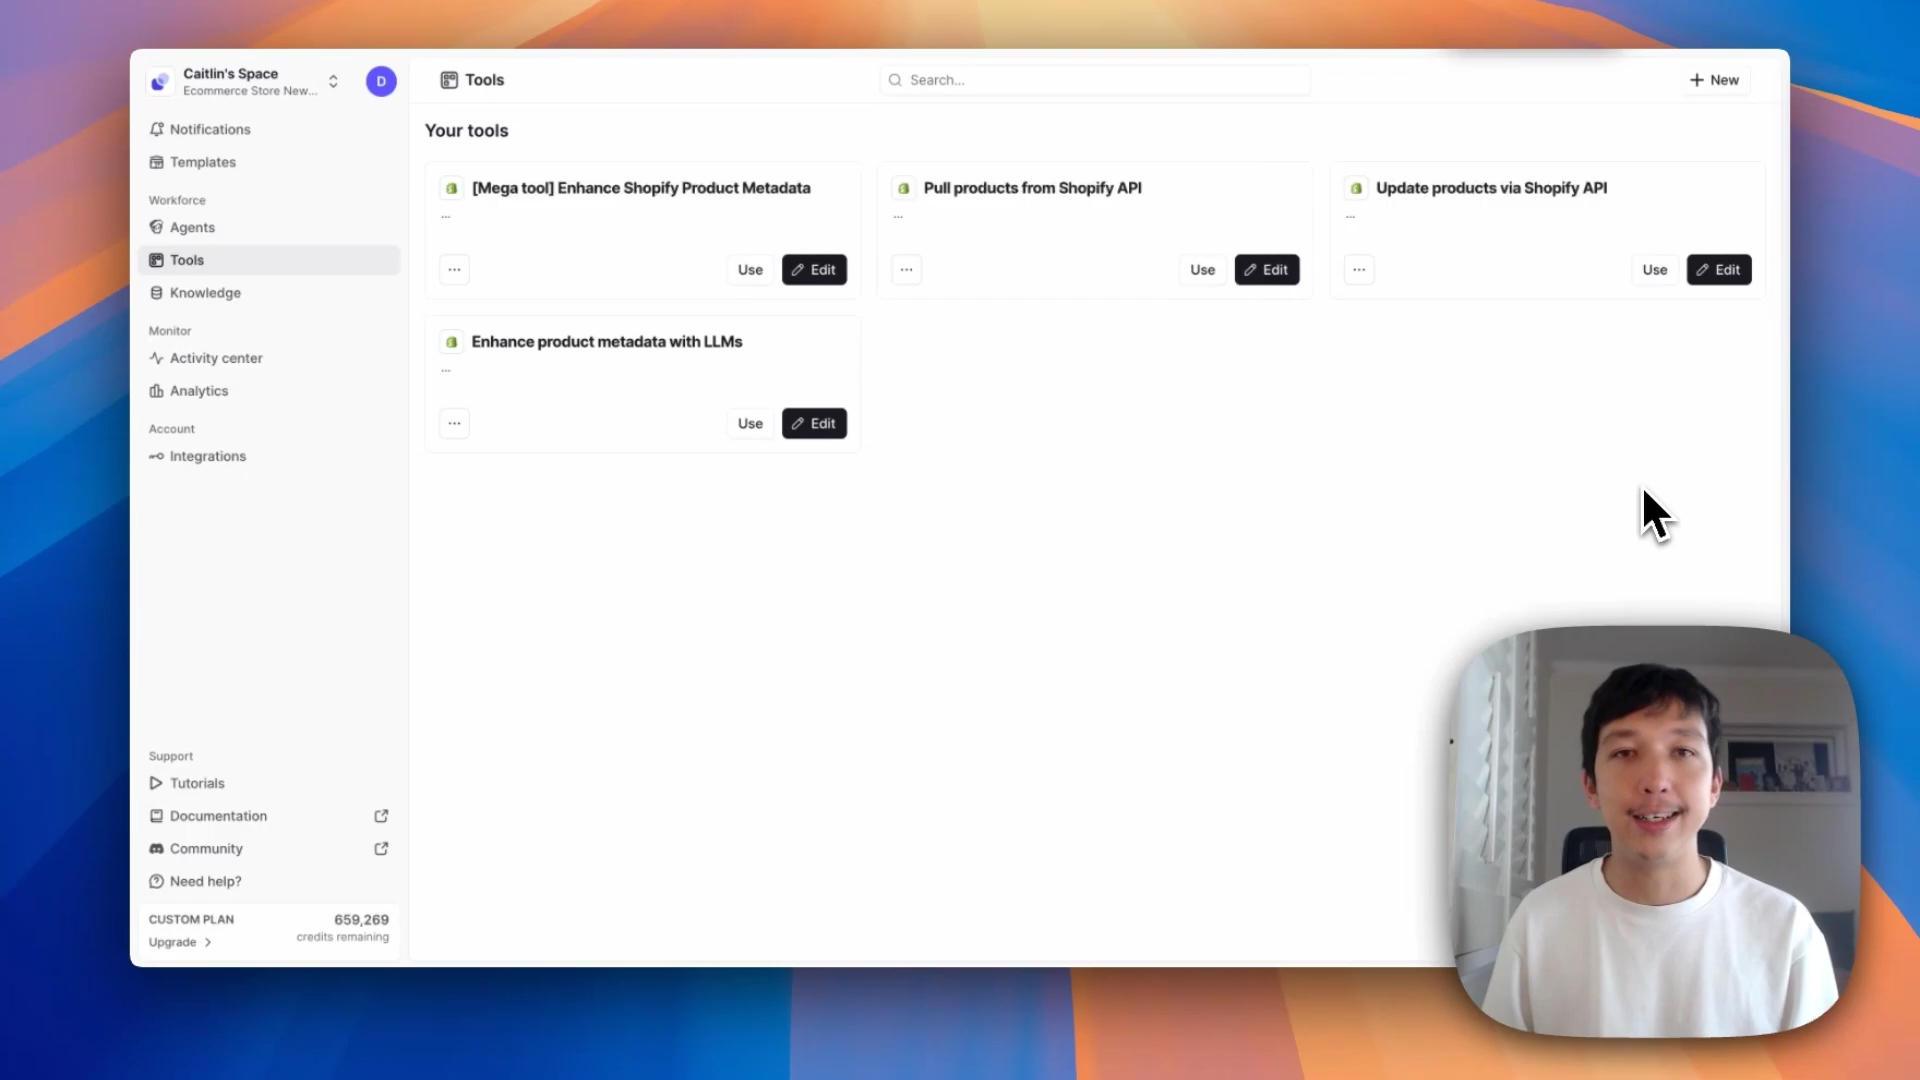 Caitlin's Space
Ecommerce Store New...
D
Notifications
Templates
Workforce
Agents
Tools
Knowledge
Monitor
Activity center
Analytics
Account
Integrations
Support
Tutorials
Documentation
Community
Need help?
CUSTOM PLAN
659,269
Upgrade
credits remaining
Tools
Search...
+ New
Your tools
[Mega tool] Enhance Shopify Product Metadata
...
... Use Edit
Pull products from Shopify API
...
... Use Edit
Update products via Shopify API
...
... Use Edit
Enhance product metadata with LLMs
...
... Use Edit